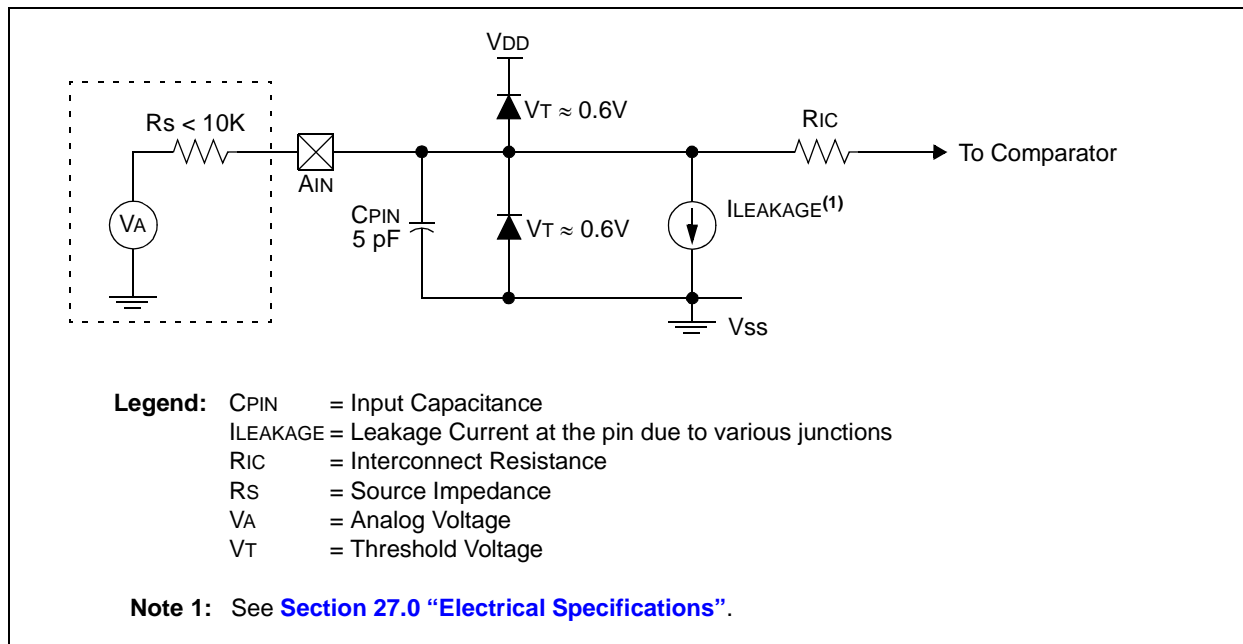 VDD
VT ≈ 0.6V
Rs < 10K
RIC
To Comparator
AIN
VA
CPIN
5 pF
VT ≈ 0.6V
ILEAKAGE(1)
Vss
Legend: CPIN = Input Capacitance
ILEAKAGE = Leakage Current at the pin due to various junctions
RIC = Interconnect Resistance
RS = Source Impedance
VA = Analog Voltage
VT = Threshold Voltage
Note 1: See Section 27.0 “Electrical Specifications”.